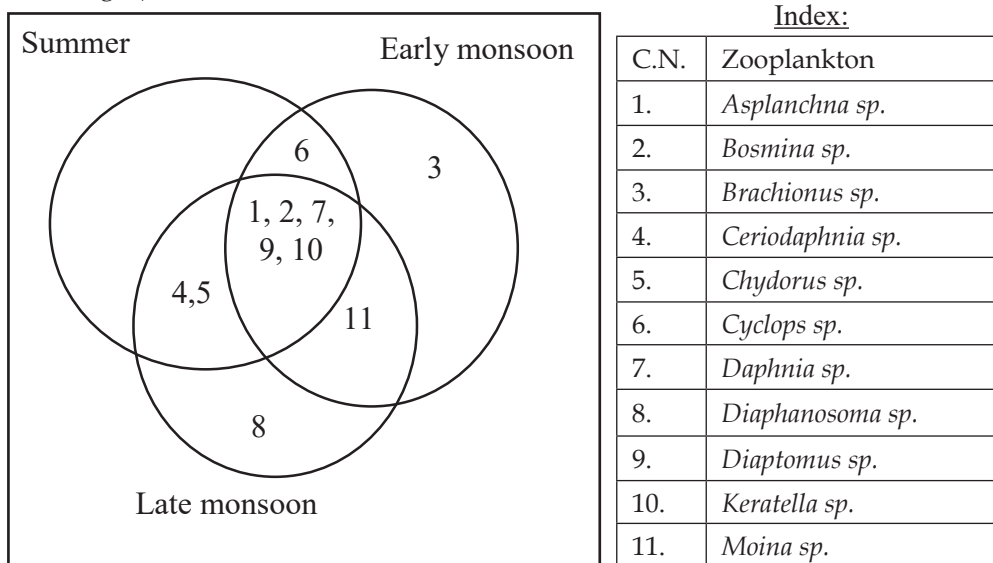 Index:
Summer
Early monsoon
6
3
1, 2, 7,
9, 10
4,5
11
8
Late monsoon
C.N. Zooplankton
1. Asplanchna sp.
2. Bosmina sp.
3. Brachionus sp.
4. Ceriodaphnia sp.
5. Chydorus sp.
6. Cyclops sp.
7. Daphnia sp.
8. Diaphanosoma sp.
9. Diaptomus sp.
10. Keratella sp.
11. Moina sp.